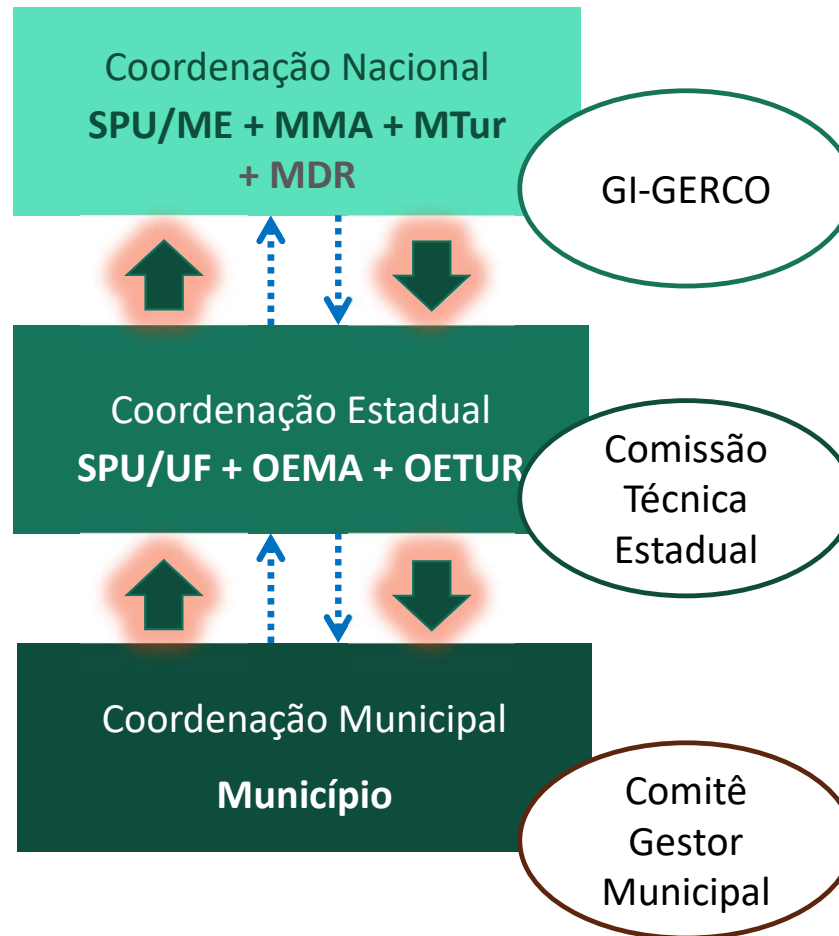 Coordenação Nacional
SPU/ME + MMA + MTur
+ MDR
GI-GERCO
Coordenação Estadual
SPU/UF + OEMA + OETUR
Comissão
Técnica
Estadual
Coordenação Municipal
Município
Comitê
Gestor
Municipal